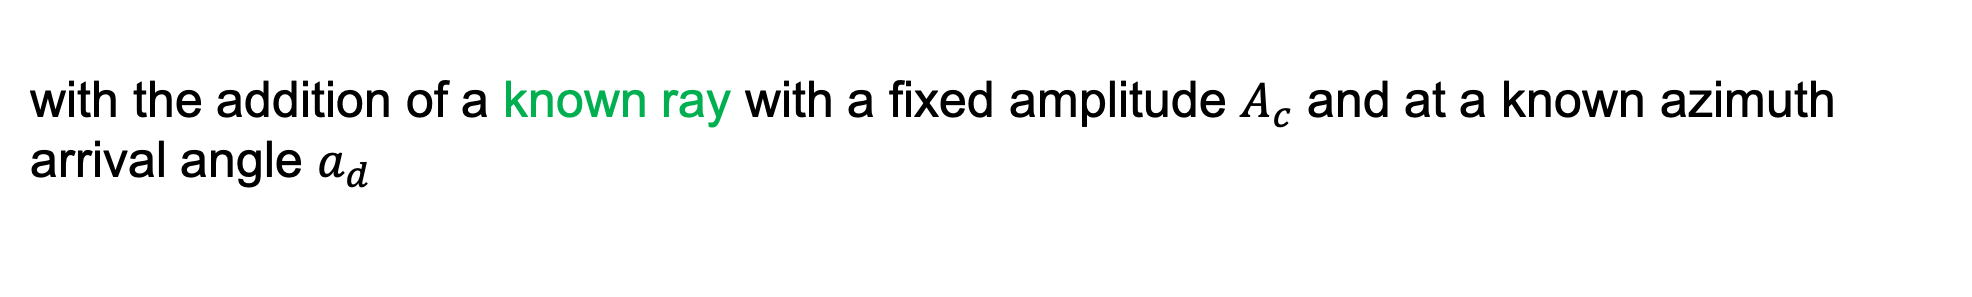 with the addition of a known ray with a fixed amplitude A_c and at a known azimuth
arrival angle a_d